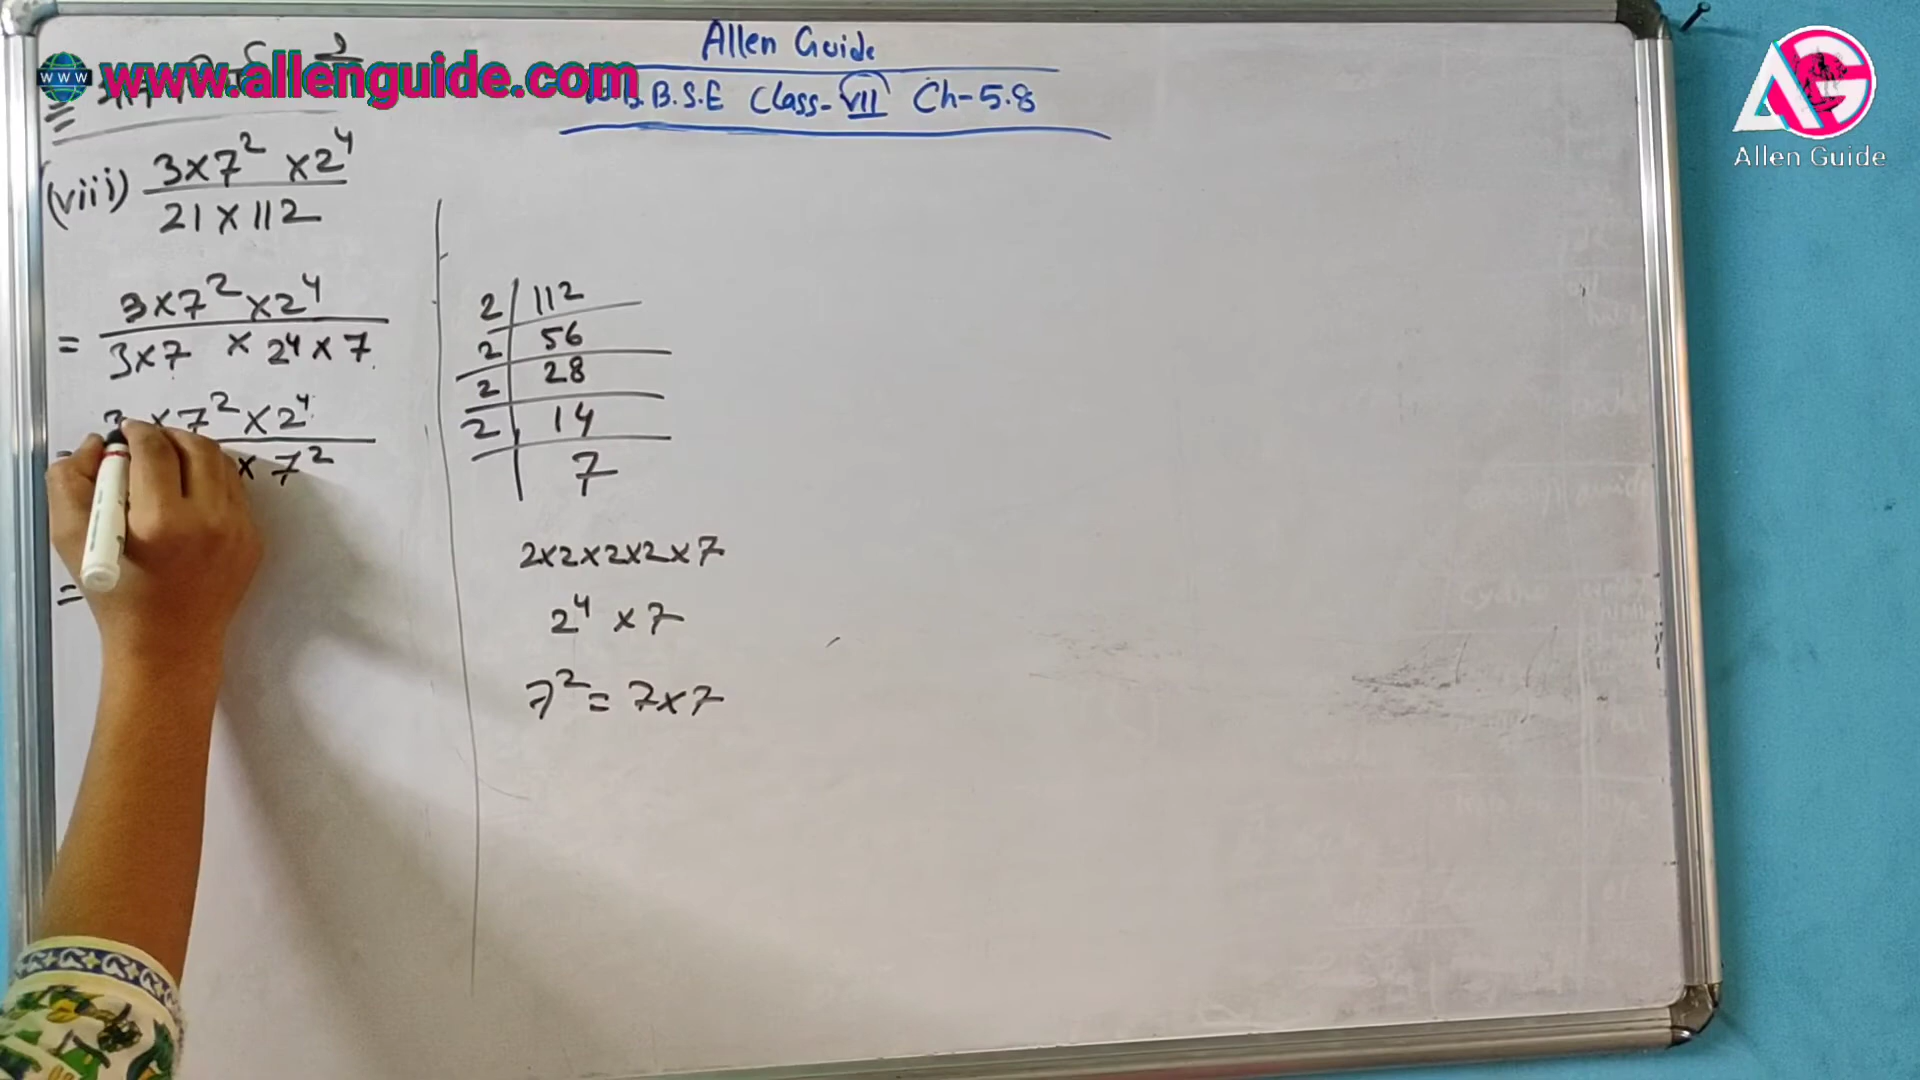 www.allenguide.com
Allen Guide
B.B.S.E Class-VII Ch-5.8
Allen Guide
(viii) 3×7² ×2⁴
21 × 112
3×7² ×2⁴
= 3×7 × 2⁴ × 7
×7² ×2⁴
× 7²
=
2 | 112
2 | 56
2 | 28
2 | 14
7
2×2×2×2×7
2⁴ × 7
7² = 7×7